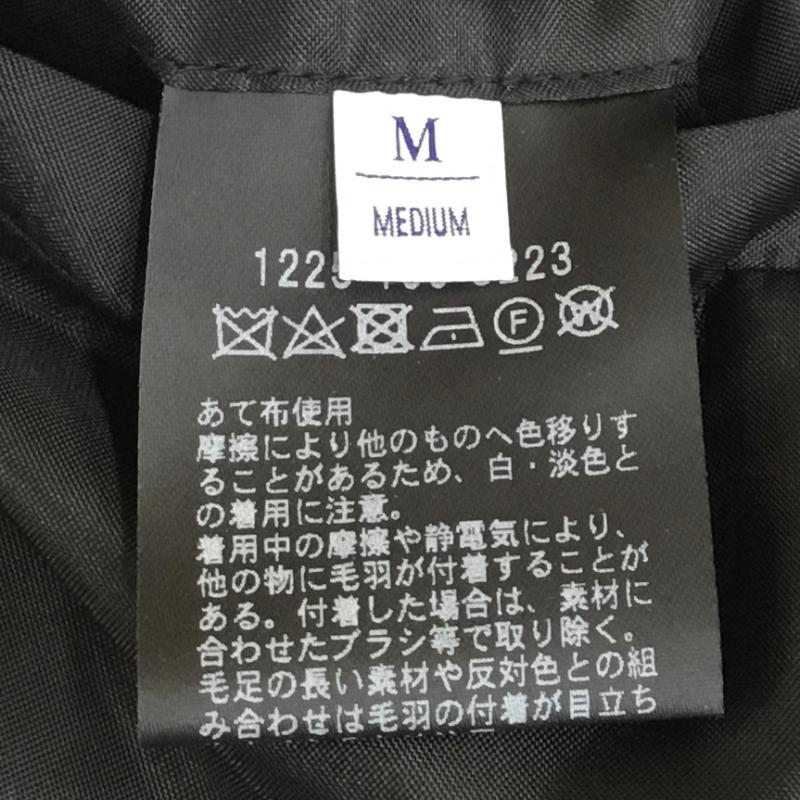 M
MEDIUM
F
W
あて布使用
摩擦により他のものへ色移りす
ることがあるため、白・淡色と
の着用に注意。
着用中の摩擦や静電気により、
他の物に毛羽が付着することが
ある。付着した場合は、素材に
合わせたブラシ等で取り除く。
毛足の長い素材や反対色との組
み合わせは毛羽の付着が目立ち